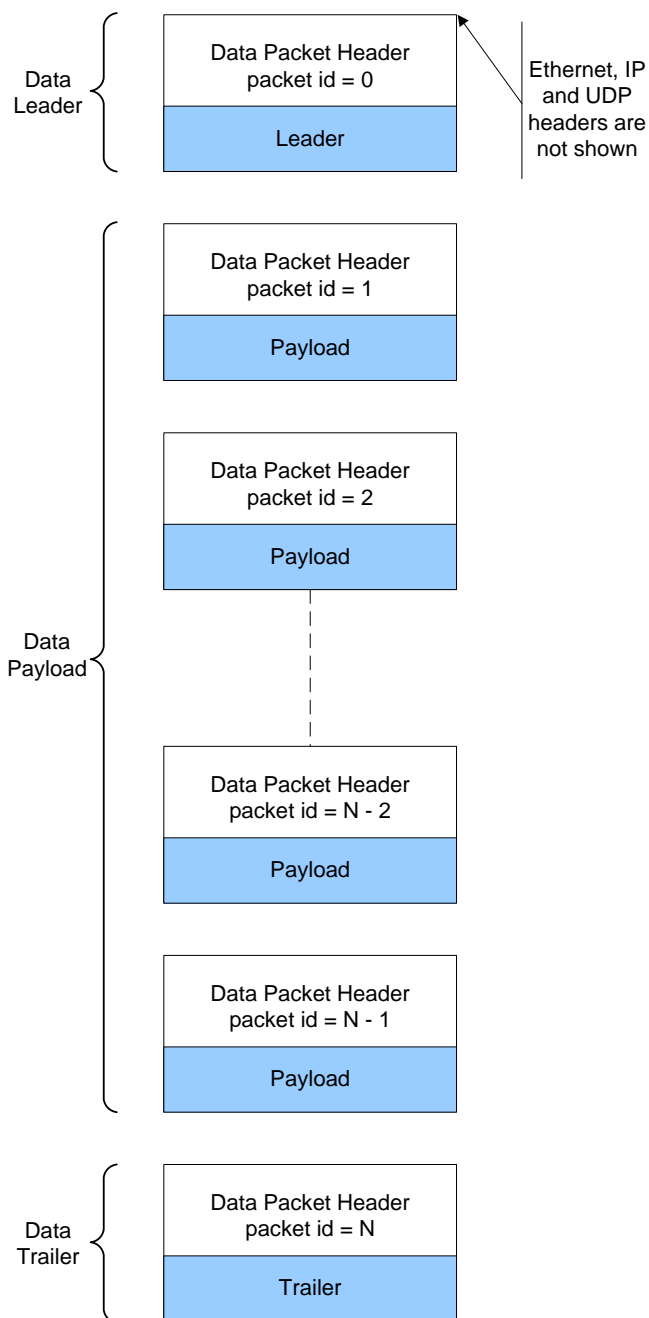 Data
Leader
Data Packet Header
packet id = 0
Leader
Ethernet, IP
and UDP
headers are
not shown
Data Packet Header
packet id = 1
Payload
Data Packet Header
packet id = 2
Payload
Data
Payload
Data Packet Header
packet id = N - 2
Payload
Data Packet Header
packet id = N - 1
Payload
Data
Trailer
Data Packet Header
packet id = N
Trailer